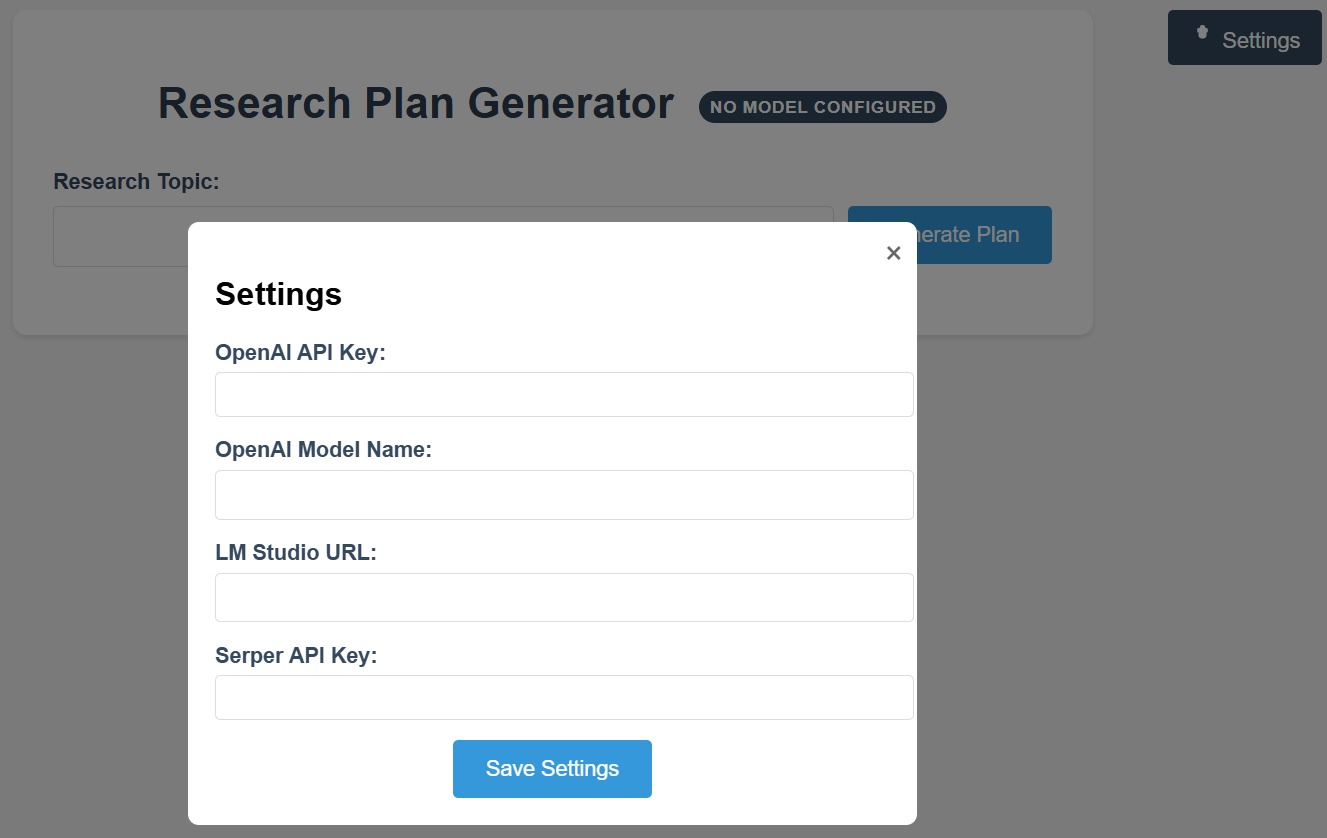 Settings
Research Plan Generator NO MODEL CONFIGURED
Research Topic:
nerate Plan
×
Settings
OpenAI API Key:
OpenAI Model Name:
LM Studio URL:
Serper API Key:
Save Settings